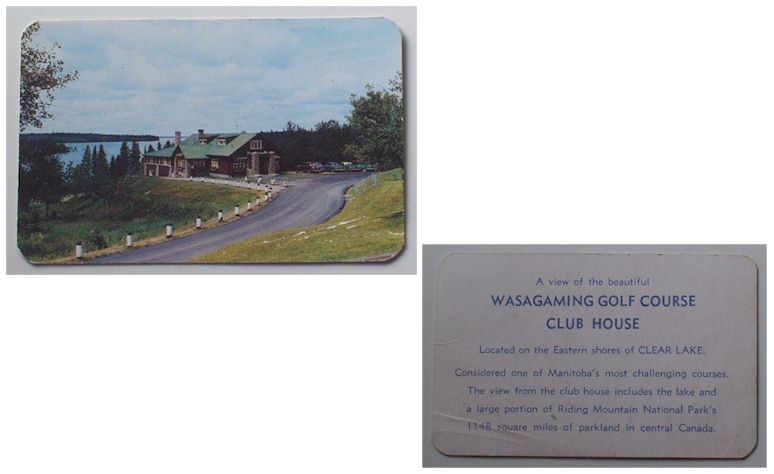 A view of the beautiful
WASAGAMING GOLF COURSE
CLUB HOUSE
Located on the Eastern shores of CLEAR LAKE.
Considered one of Manitoba's most challenging courses.
The view from the club house includes the lake and
a large portion of Riding Mountain National Park's
1148 square miles of parkland in central Canada.